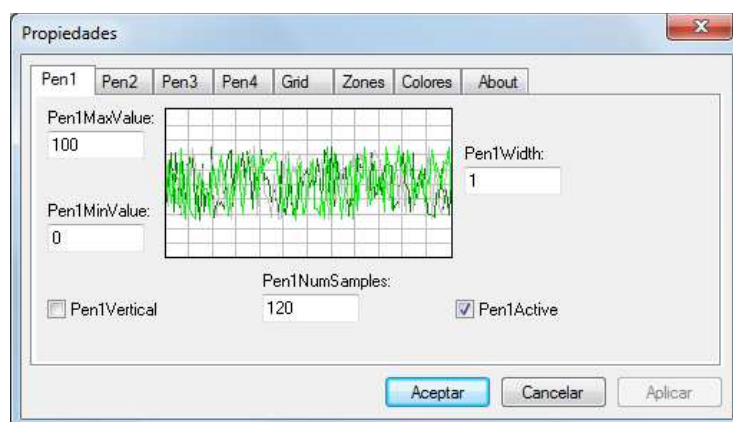 Propiedades
Pen1 Pen2 Pen3 Pen4 Grid Zones Colores About
Pen1MaxValue:
100
Pen1Width:
1
Pen1MinValue:
0
Pen1NumSamples:
Pen1Vertical
120
Pen1Active
Aceptar Cancelar Aplicar